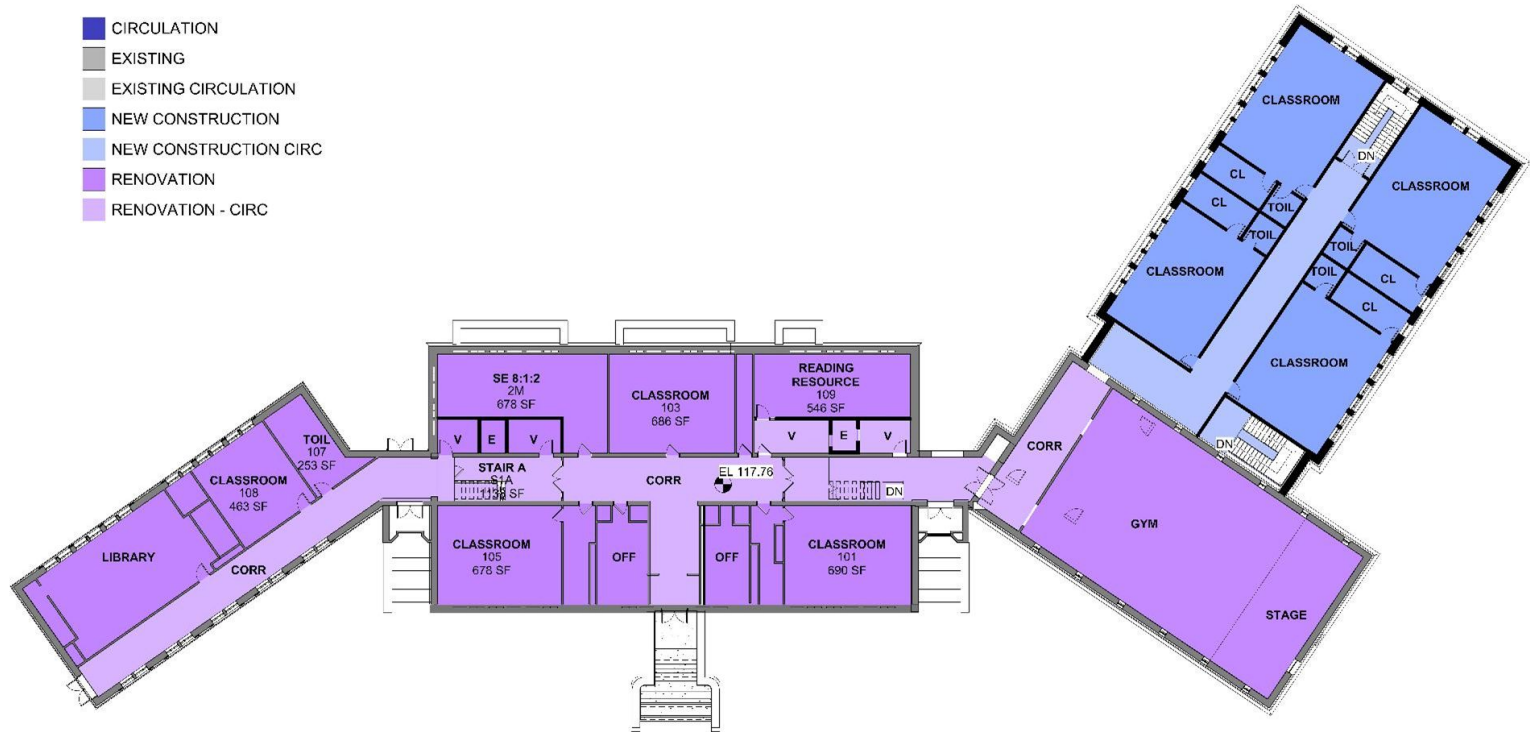 CIRCULATION
EXISTING
EXISTING CIRCULATION
NEW CONSTRUCTION
NEW CONSTRUCTION CIRC
RENOVATION
RENOVATION - CIRC
CLASSROOM
DN
CL
CL
TOIL
TOIL
CLASSROOM
CLASSROOM
TOIL
TOIL
CL
CL
CLASSROOM
DN
SE 8:1:2
2M
678 SF
CLASSROOM
103
686 SF
READING
RESOURCE
109
546 SF
V
E
V
V
E
V
TOIL
107
253 SF
CLASSROOM
108
463 SF
LIBRARY
CORR
STAIR A
S1A
1138 SF
CORR
EL 117.76
DN
CORR
GYM
STAGE
CLASSROOM
105
678 SF
OFF
OFF
CLASSROOM
101
690 SF